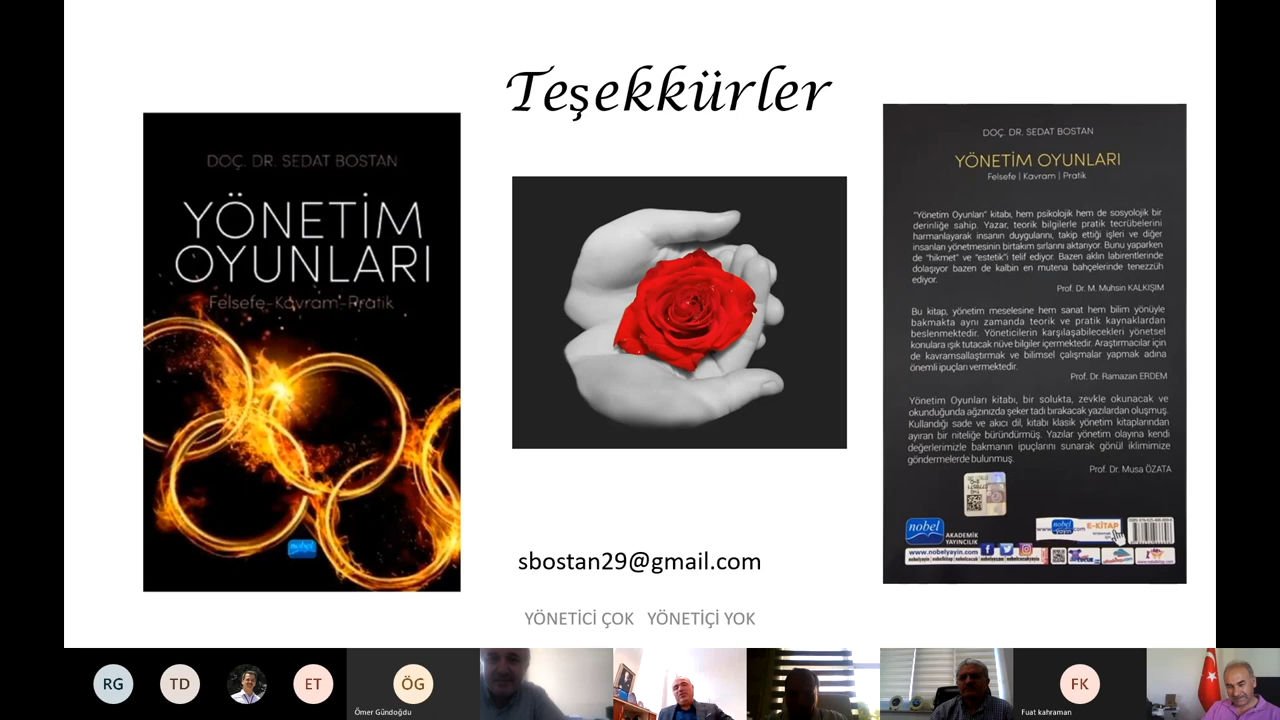 Teşekkürler
DOÇ. DR. SEDAT BOSTAN
YÖNETİM
OYUNLARI
Felsefe-Kavram-Pratik
nobel
DOÇ. DR. SEDAT BOSTAN
YÖNETİM OYUNLARI
Felsefe | Kavram | Pratik
"Yönetim Oyunları" kitabı, hem psikolojik hem de sosyolojik bir
derinliğe sahip. Yazar, teorik bilgilerle pratik tecrübelerini
harmanlayarak insanın duygularını, takip ettiği işleri ve diğer
insanları yönetmesinin birtakım sırlarını aktarıyor. Bunu yaparken
de "hikmet" ve "estetik"i telif ediyor. Bazen aklın labirentlerinde
dolaşıyor bazen de kalbin en mutena bahçelerinde tenezzüh
ediyor.
Prof. Dr. M. Muhsin KALKIŞIM
Bu kitap, yönetim meselesine hem sanat hem bilim yönüyle
bakmakta aynı zamanda teorik ve pratik kaynaklardan
beslenmektedir. Yöneticilerin karşılaşabilecekleri yönetsel
konulara ışık tutacak nüve bilgiler içermektedir. Araştırmacılar için
de kavramsallaştırmak ve bilimsel çalışmalar yapmak adına
önemli ipuçları vermektedir.
Prof. Dr. Ramazan ERDEM
Yönetim Oyunları kitabı, bir solukta, zevkle okunacak ve
okunduğunda ağzınızda şeker tadı bırakacak yazılardan oluşmuş.
Kullandığı sade ve akıcı dil, kitabı klasik yönetim kitaplarından
ayıran bir niteliğe büründürmüş. Yazılar yönetim olayına kendi
değerlerimizle bakmanın ipuçlarını sunarak gönül iklimimize
göndermelerde bulunmuş.
Prof. Dr. Musa ÖZATA
nobel
AKADEMİK
YAYINCILIK
E-KİTAP
www.nobelyayin.com
sbostan29@gmail.com
YÖNETİCİ ÇOK YÖNETİÇİ YOK
RG
TD
ET
ÖG
Ömer Gündoğdu
FK
Fuat kahraman